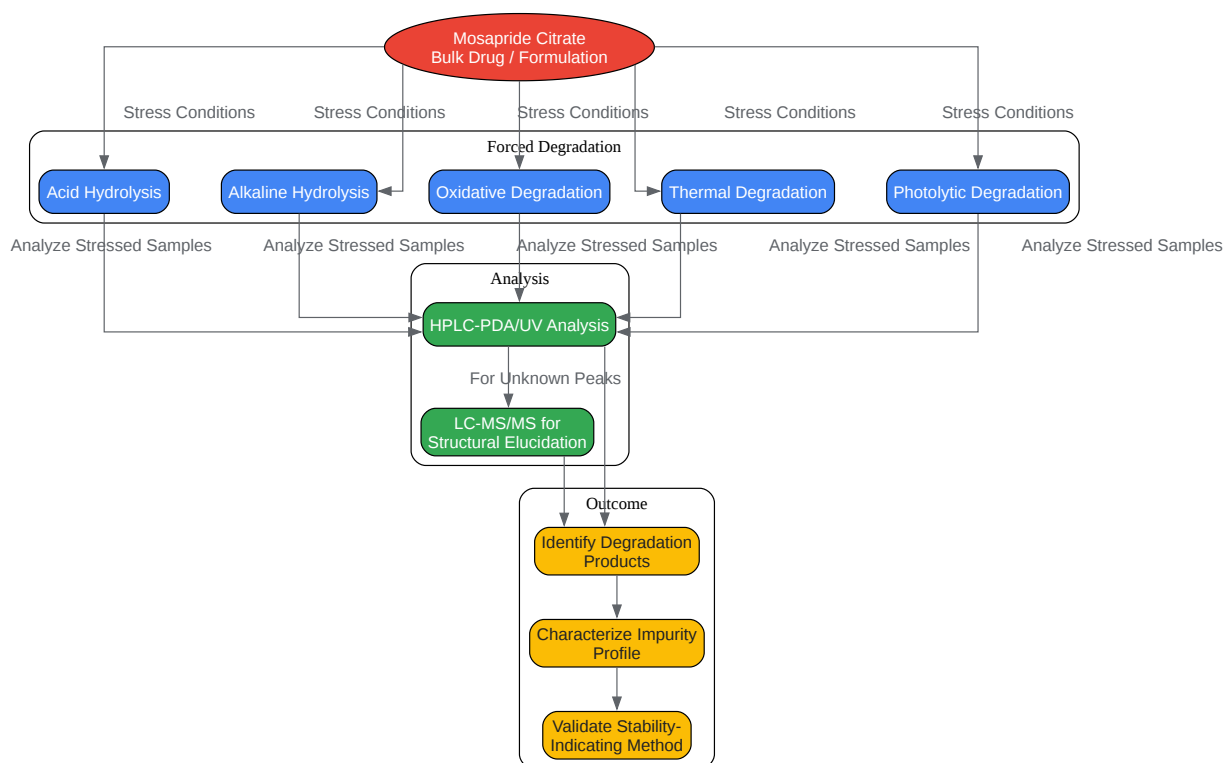 Mosapride Citrate
Bulk Drug / Formulation
Stress Conditions
Stress Conditions
Stress Conditions
Stress Conditions
Stress Conditions
Forced Degradation
Acid Hydrolysis
Alkaline Hydrolysis
Oxidative Degradation
Thermal Degradation
Photolytic Degradation
Analyze Stressed Samples
Analyze Stressed Samples
Analyze Stressed Samples
Analyze Stressed Samples
Analyze Stressed Samples
Analysis
HPLC-PDA/UV Analysis
For Unknown Peaks
LC-MS/MS for
Structural Elucidation
Outcome
Identify Degradation
Products
Characterize Impurity
Profile
Validate Stability-
Indicating Method